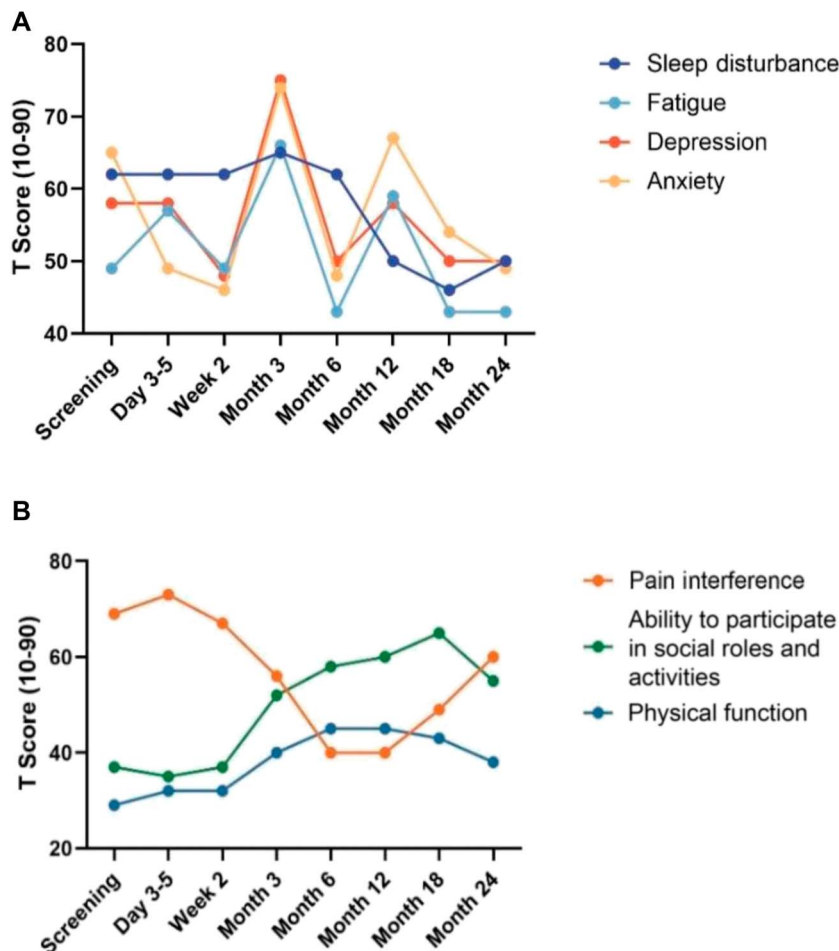 A
T Score (10-90)
80
70
60
50
40
Screening
Day 3-5
Week 2
Month 3
Month 6
Month 12
Month 18
Month 24
Sleep disturbance
Fatigue
Depression
Anxiety
B
T Score (10-90)
80
60
40
20
Screening
Day 3-5
Week 2
Month 3
Month 6
Month 12
Month 18
Month 24
Pain interference
Ability to participate
in social roles and
activities
Physical function